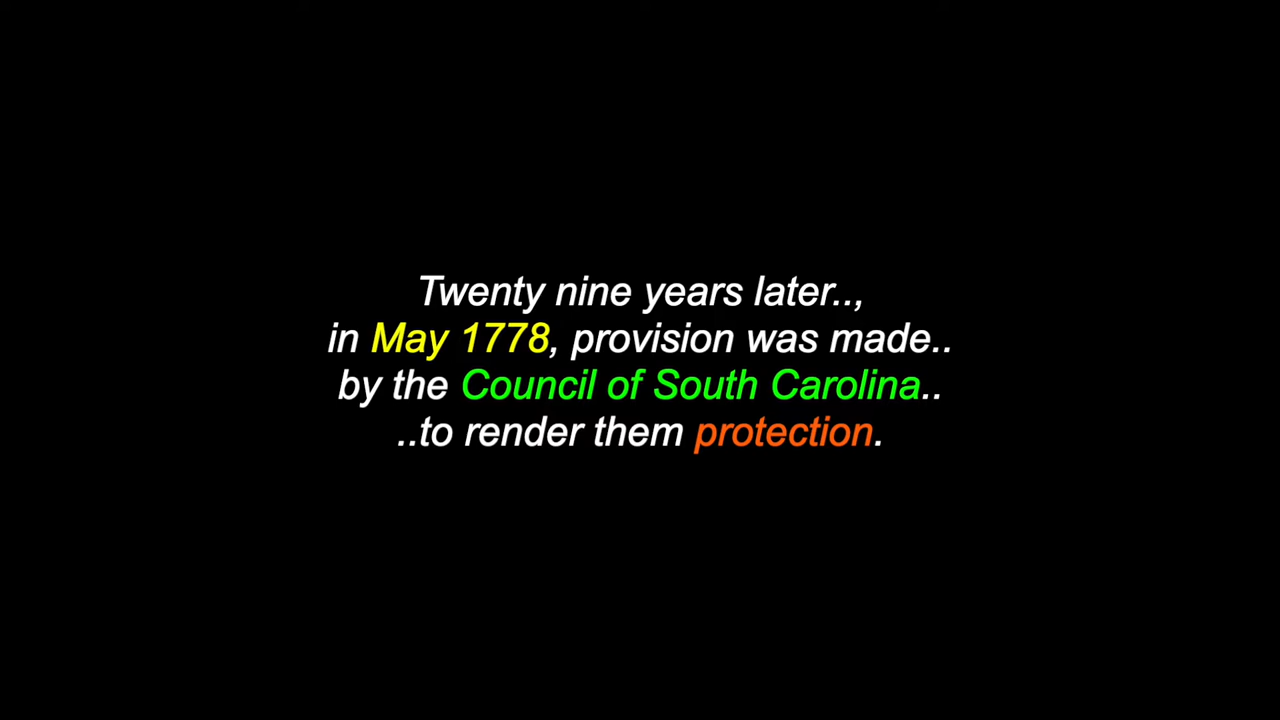 Twenty nine years later..,
in May 1778, provision was made..
by the Council of South Carolina..
..to render them protection.